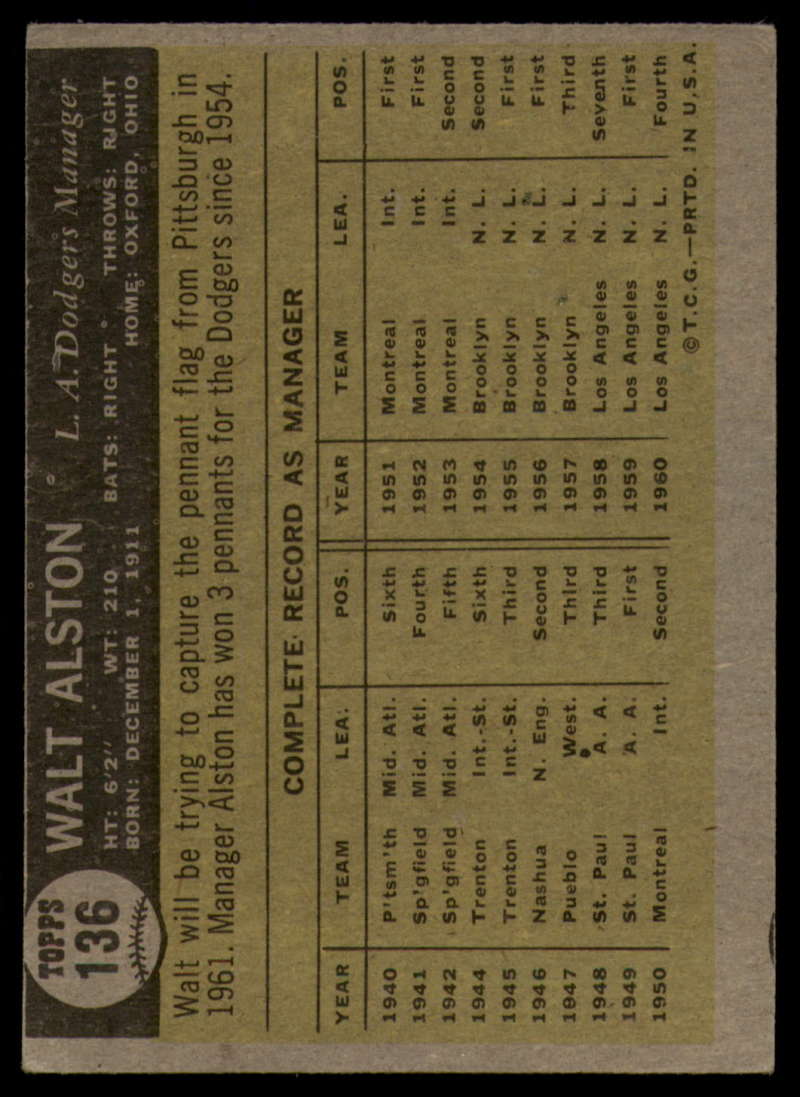 TOPPS
136
WALT ALSTON L. A. Dodgers Manager
HT: 6'2" WT: 210 BATS: RIGHT THROWS: RIGHT
BORN: DECEMBER 1, 1911 HOME: OXFORD, OHIO
Walt will be trying to capture the pennant flag from Pittsburgh in
1961. Manager Alston has won 3 pennants for the Dodgers since 1954.
COMPLETE RECORD AS MANAGER
YEAR TEAM LEA. POS. YEAR TEAM LEA. POS.
1940 P'tsm'th Mid. Atl. Sixth 1951 Montreal Int. First
1941 Sp'gfield Mid. Atl. Fourth 1952 Montreal Int. First
1942 Sp'gfield Mid. Atl. Fifth 1953 Montreal Int. Second
1944 Trenton Int.-St. Sixth 1954 Brooklyn N. L. Second
1945 Trenton Int.-St. Third 1955 Brooklyn N. L. First
1946 Nashua N. Eng. Second 1956 Brooklyn N. L. First
1947 Pueblo West. Third 1957 Brooklyn N. L. Third
1948 St. Paul A. A. Third 1958 Los Angeles N. L. Seventh
1949 St. Paul A. A. First 1959 Los Angeles N. L. First
1950 Montreal Int. Second 1960 Los Angeles N. L. Fourth
©T.C.G.—PRTD. IN U.S.A.